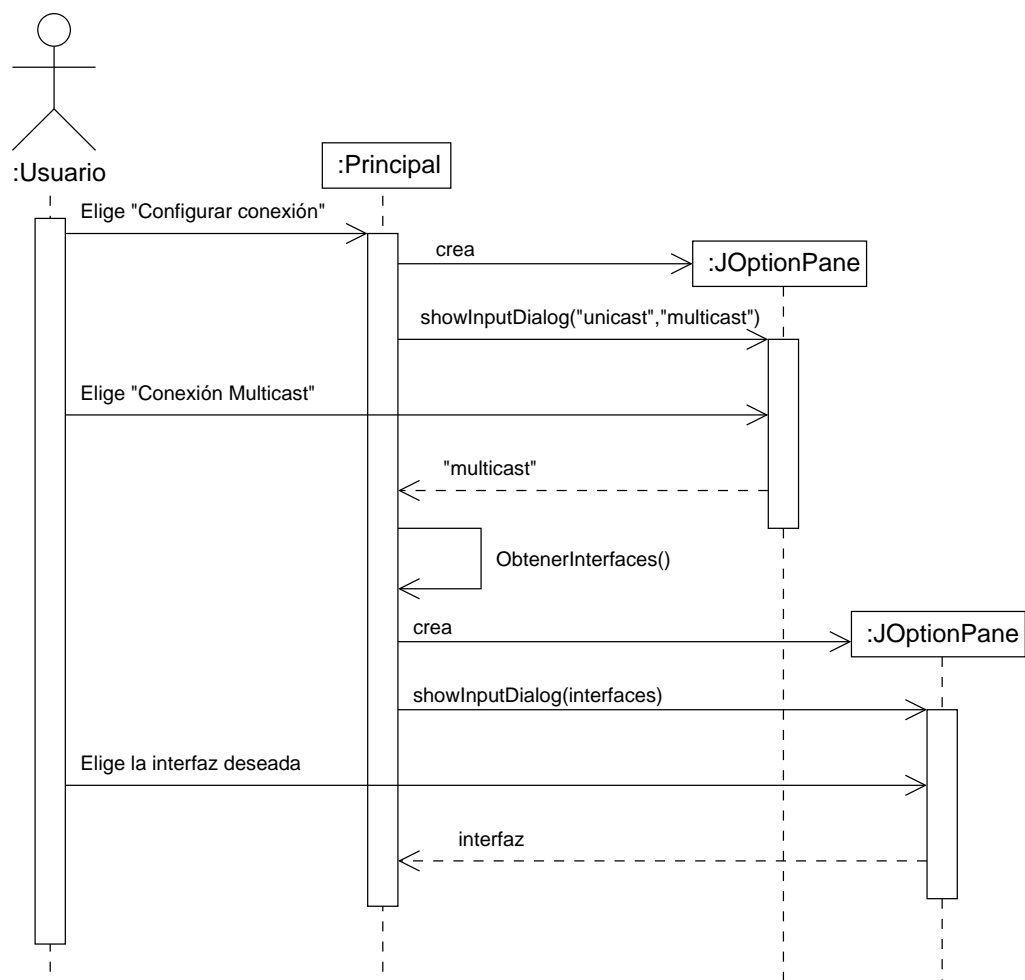 :Usuario
:Principal
Elige "Configurar conexión"
crea
:JOptionPane
showInputDialog("unicast","multicast")
Elige "Conexión Multicast"
"multicast"
ObtenerInterfaces()
crea
:JOptionPane
showInputDialog(interfaces)
Elige la interfaz deseada
interfaz